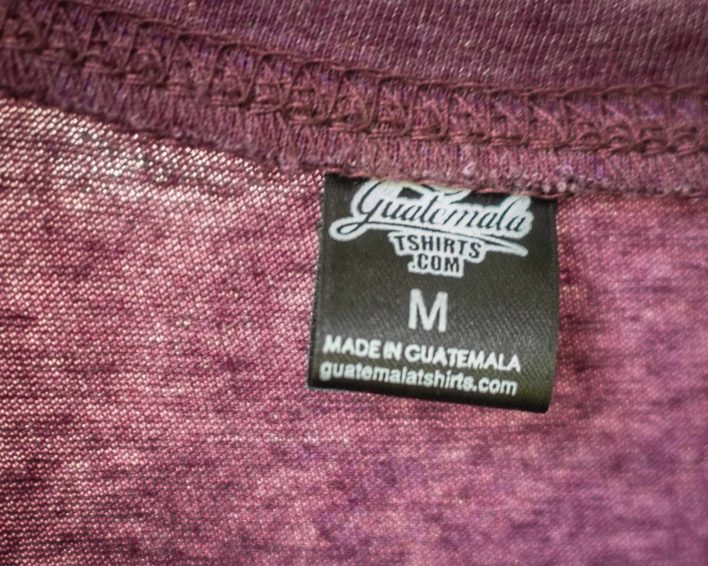 Guatemala
TSHIRTS
.COM
M
MADE IN GUATEMALA
guatemalatshirts.com